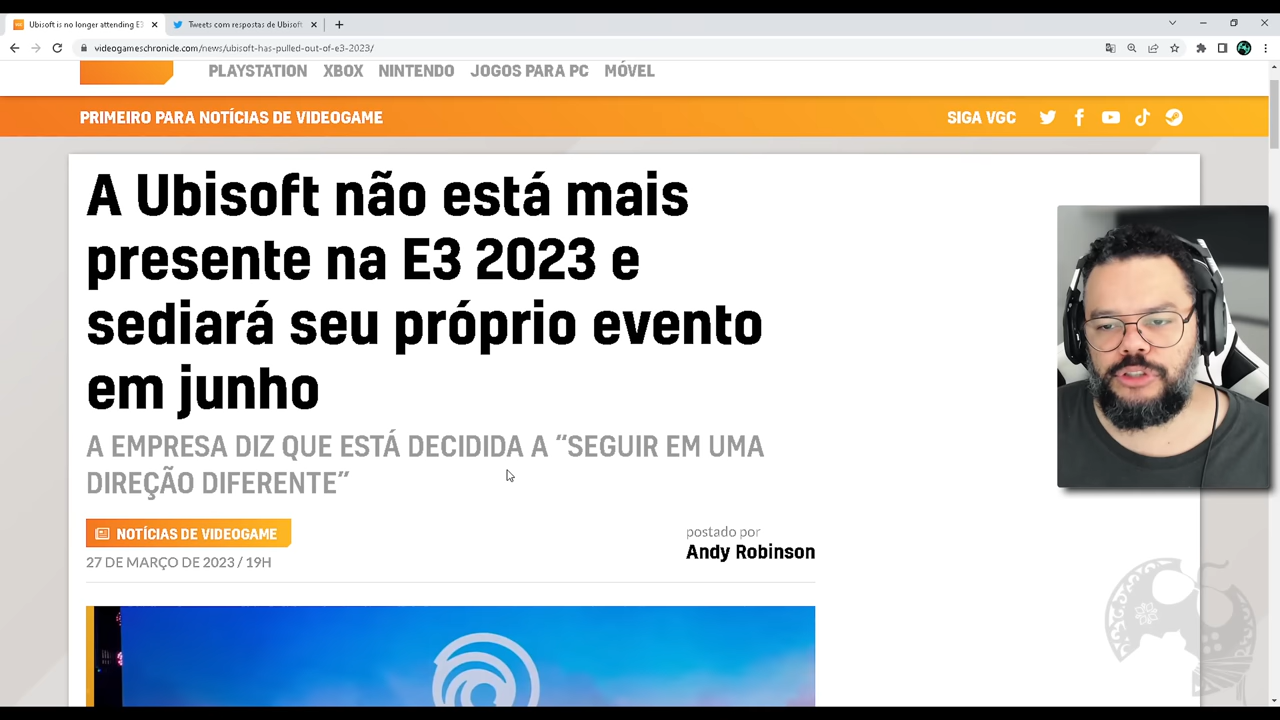 Ubisoft is no longer attending E3
Tweets com respostas de Ubisoft
videogameschronicle.com/news/ubisoft-has-pulled-out-of-e3-2023/
PLAYSTATION XBOX NINTENDO JOGOS PARA PC MÓVEL
PRIMEIRO PARA NOTÍCIAS DE VIDEOGAME
SIGA VGC
A Ubisoft não está mais
presente na E3 2023 e
sediará seu próprio evento
em junho
A EMPRESA DIZ QUE ESTÁ DECIDIDA A “SEGUIR EM UMA
DIREÇÃO DIFERENTE”
NOTÍCIAS DE VIDEOGAME
27 DE MARÇO DE 2023 / 19H
postado por
Andy Robinson